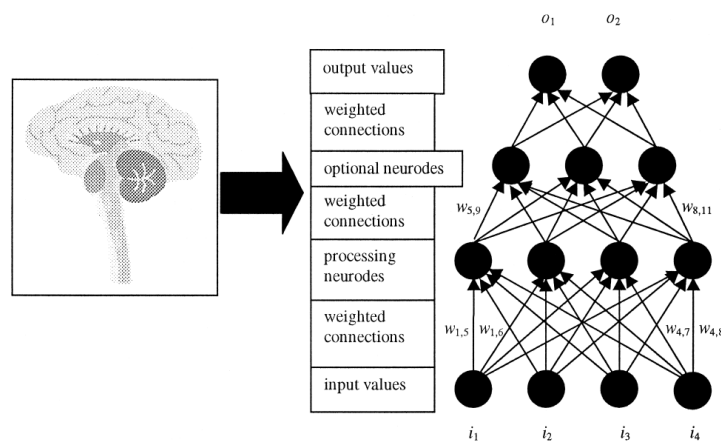 o1 o2
output values
weighted
connections
optional neurodes
weighted
connections
w5,9 w8,11
processing
neurodes
weighted
connections
w1,5 w1,6 w4,7 w4,8
input values
i1 i2 i3 i4